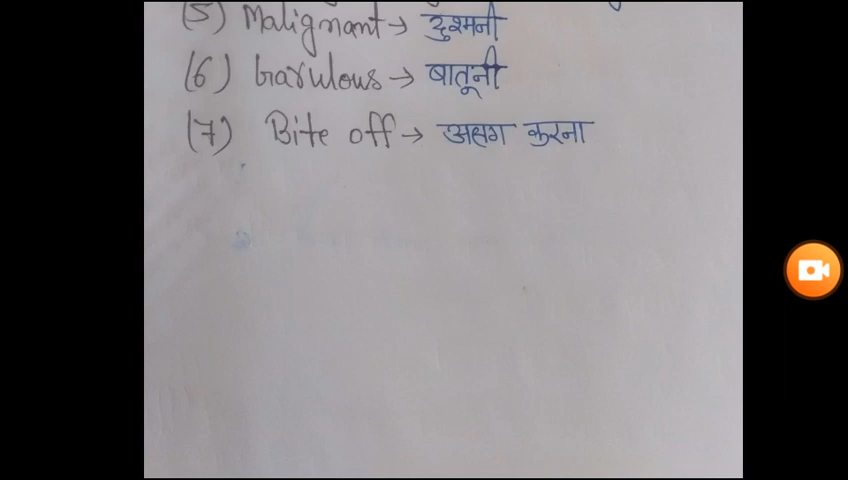 (5) Malignant → दुश्मनी
(6) Garulous → बातूनी
(7) Bite off → अलग करना